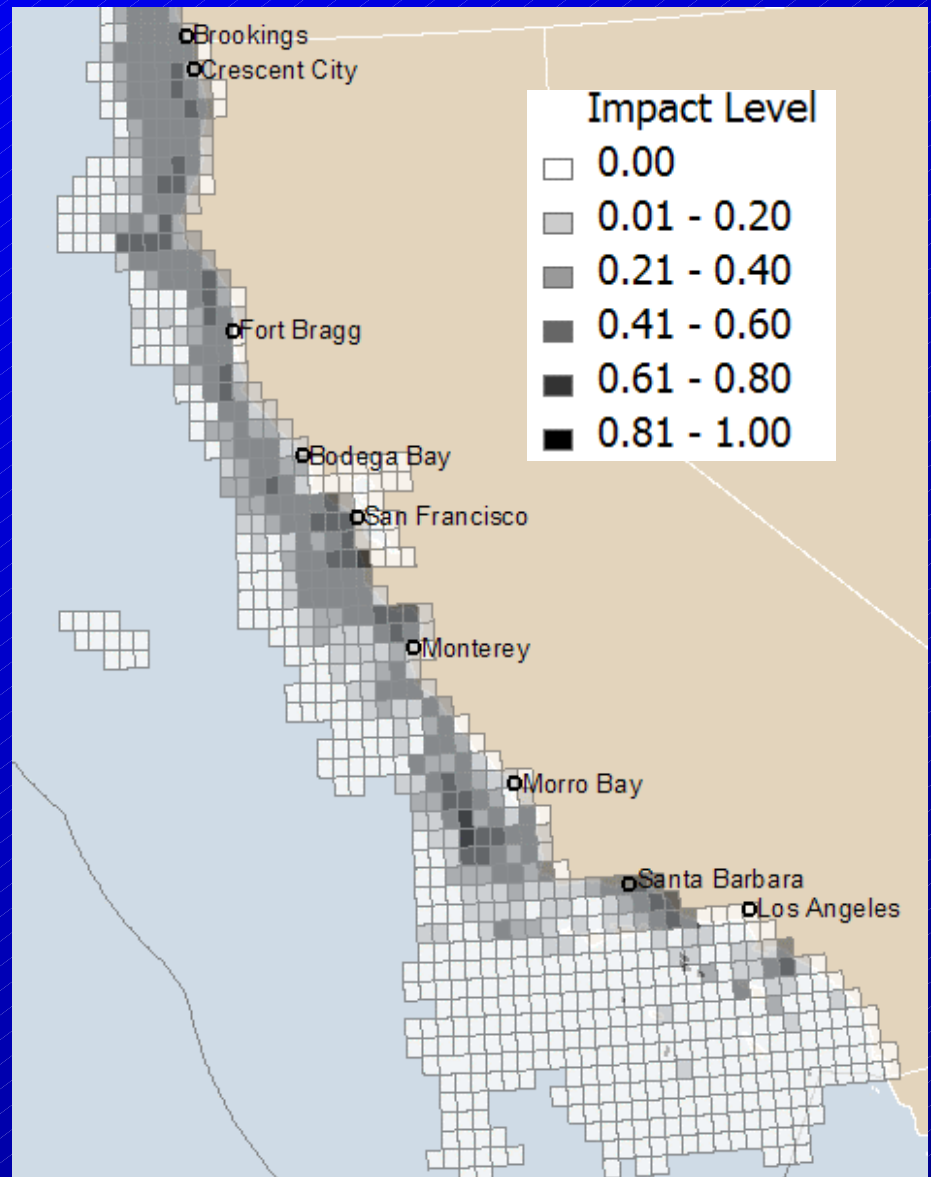 Brookings
Crescent City
Impact Level
0.00
0.01 - 0.20
0.21 - 0.40
0.41 - 0.60
0.61 - 0.80
0.81 - 1.00
Fort Bragg
Bodega Bay
San Francisco
Monterey
Morro Bay
Santa Barbara
Los Angeles